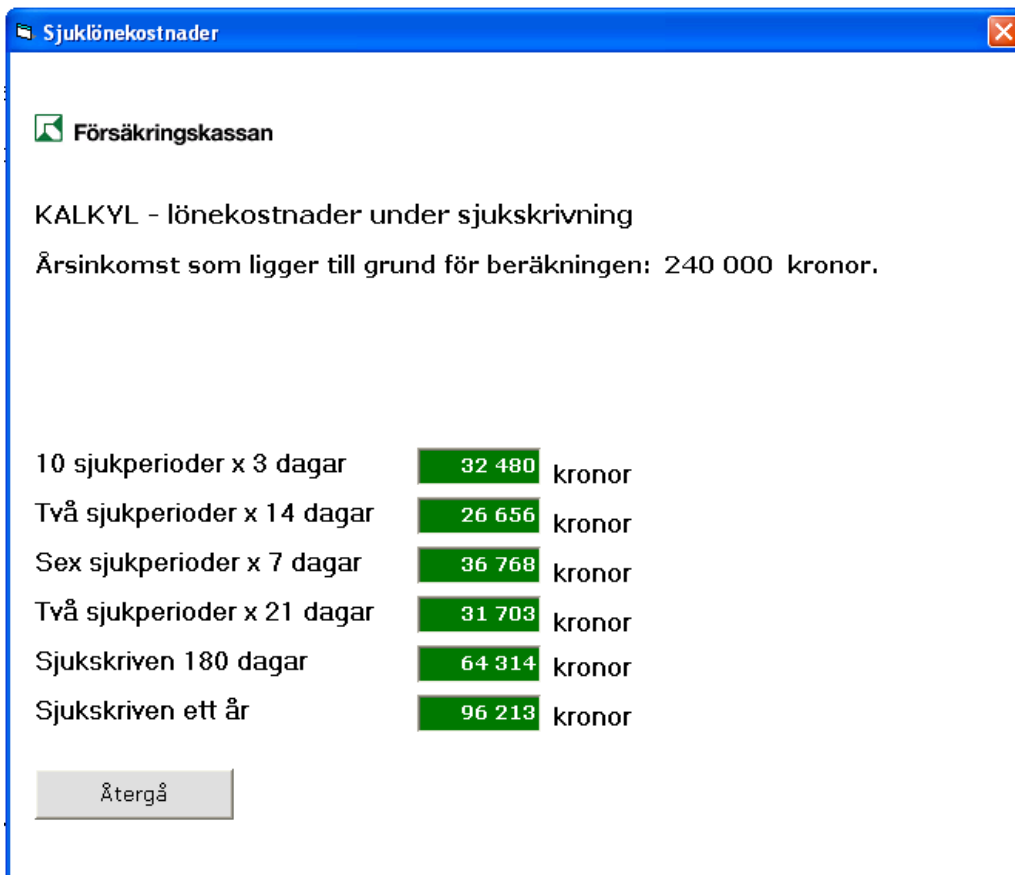 Sjuklönekostnader
Försäkringskassan
KALKYL - lönekostnader under sjukskrivning
Årsinkomst som ligger till grund för beräkningen: 240 000 kronor.
10 sjukperioder x 3 dagar 32 480 kronor
Två sjukperioder x 14 dagar 26 656 kronor
Sex sjukperioder x 7 dagar 36 768 kronor
Två sjukperioder x 21 dagar 31 703 kronor
Sjukskriven 180 dagar 64 314 kronor
Sjukskriven ett år 96 213 kronor
Återgå